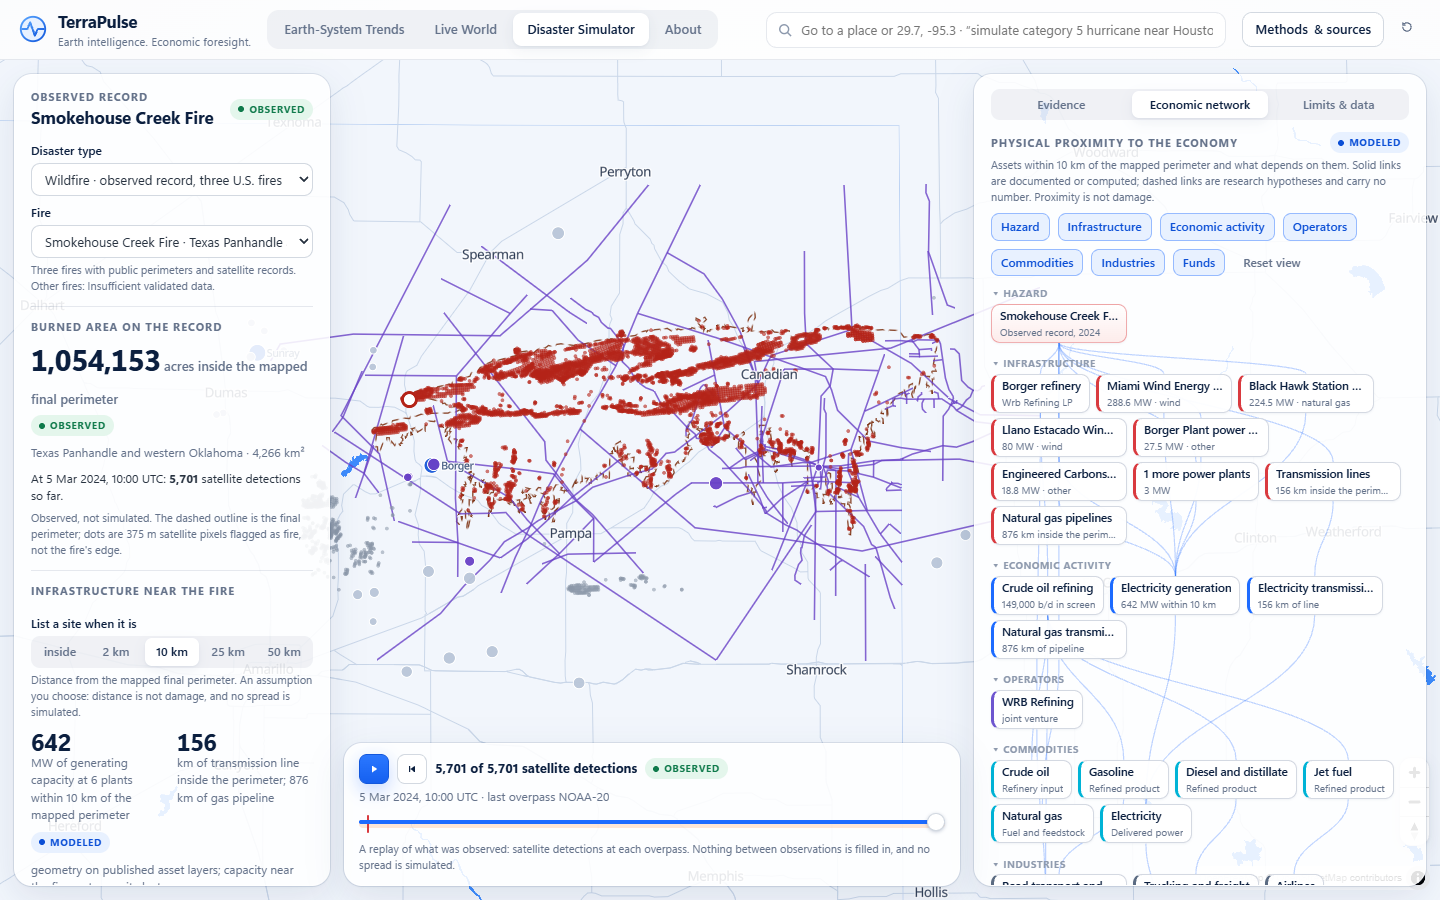 TerraPulse
Earth intelligence. Economic foresight.
Earth-System Trends
Live World
Disaster Simulator
About
Go to a place or 29.7, -95.3 · "simulate category 5 hurricane near Housto
Methods & sources
OBSERVED RECORD
Smokehouse Creek Fire
OBSERVED
Texhoma
Disaster type
Wildfire · observed record, three U.S. fires
Fire
Smokehouse Creek Fire · Texas Panhandle
Three fires with public perimeters and satellite records.
Other fires: Insufficient validated data.
Dalhart
BURNED AREA ON THE RECORD
Sunray
1,054,153 acres inside the mapped
final perimeter
Dumas
OBSERVED
Texas Panhandle and western Oklahoma · 4,266 km²
At 5 Mar 2024, 10:00 UTC: 5,701 satellite detections
so far.
Observed, not simulated. The dashed outline is the final
perimeter; dots are 375 m satellite pixels flagged as fire,
not the fire's edge.
INFRASTRUCTURE NEAR THE FIRE
List a site when it is
inside
2 km
10 km
25 km
50 km
Amarillo
Distance from the mapped final perimeter. An assumption
you choose: distance is not damage, and no spread is
simulated.
642
MW of generating
capacity at 6 plants
within 10 km of the
mapped perimeter
156
km of transmission line
inside the perimeter; 876
km of gas pipeline
Hereford
MODELED
geometry on published asset layers; capacity near
Perryton
Spearman
Canadian
Borger
Pampa
Shamrock
Memphis
Hollis
5,701 of 5,701 satellite detections
OBSERVED
5 Mar 2024, 10:00 UTC · last overpass NOAA-20
A replay of what was observed: satellite detections at each overpass. Nothing between observations is filled in, and no
spread is simulated.
Evidence
Economic network
Limits & data
PHYSICAL PROXIMITY TO THE ECONOMY
MODELED
Woodward
Assets within 10 km of the mapped perimeter and what depends on them. Solid links
are documented or computed; dashed links are research hypotheses and carry no
number. Proximity is not damage.
Fairview
Hazard
Infrastructure
Economic activity
Operators
Commodities
Industries
Funds
Reset view
HAZARD
Smokehouse Creek F...
Observed record, 2024
INFRASTRUCTURE
Borger refinery
Wrb Refining LP
Miami Wind Energy ...
288.6 MW · wind
Black Hawk Station ...
224.5 MW · natural gas
Llano Estacado Win...
80 MW · wind
Borger Plant power ...
27.5 MW · other
Engineered Carbons...
18.8 MW · other
1 more power plants
3 MW
Transmission lines
156 km inside the perim...
Natural gas pipelines
876 km inside the perim...
Clinton
Weatherford
ECONOMIC ACTIVITY
Crude oil refining
149,000 b/d in screen
Electricity generation
642 MW within 10 km
Electricity transmissi...
156 km of line
Natural gas transmi...
876 km of pipeline
OPERATORS
WRB Refining
joint venture
COMMODITIES
Crude oil
Refinery input
Gasoline
Refined product
Diesel and distillate
Refined product
Jet fuel
Refined product
Natural gas
Fuel and feedstock
Electricity
Delivered power
INDUSTRIES
Road transport and
Trucking and freight
Airlines
contributors